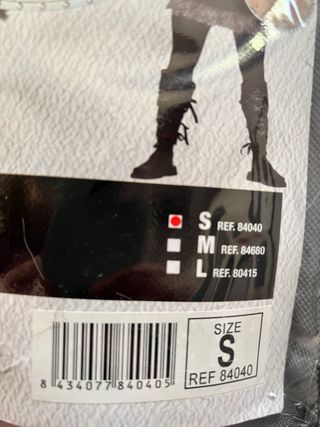 S REF. 84040
M REF. 84680
L REF. 80415
SIZE
S
REF 84040
8 434077 840405